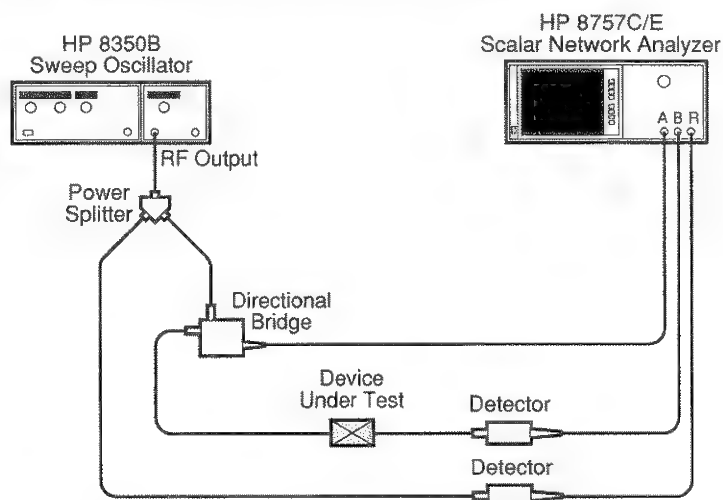 HP 8757C/E
Scalar Network Analyzer
HP 8350B
Sweep Oscillator
A B R
RF Output
Power
Splitter
Directional
Bridge
Device
Under Test
Detector
Detector